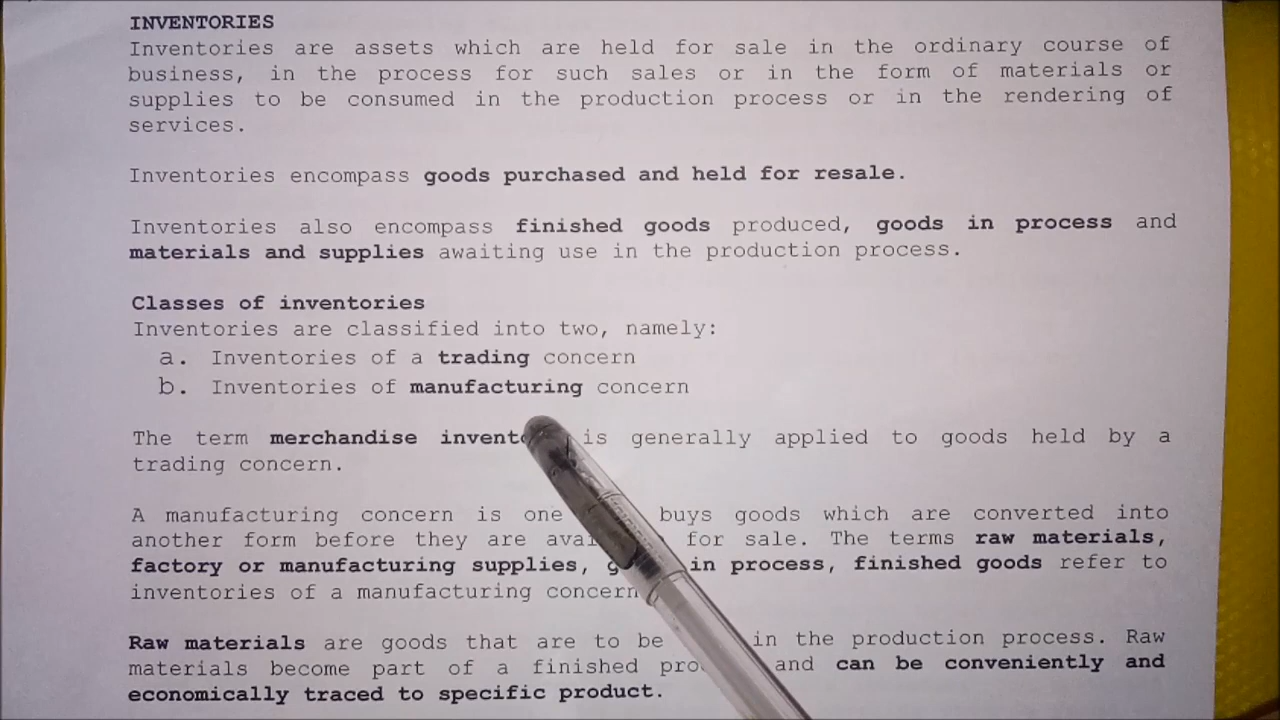 INVENTORIES
Inventories are assets which are held for sale in the ordinary course of
business, in the process for such sales or in the form of materials or
supplies to be consumed in the production process or in the rendering of
services.
Inventories encompass goods purchased and held for resale.
Inventories also encompass finished goods produced, goods in process and
materials and supplies awaiting use in the production process.
Classes of inventories
Inventories are classified into two, namely:
a. Inventories of a trading concern
b. Inventories of manufacturing concern
The term merchandise is generally applied to goods held by a
trading concern.
A manufacturing concern is one buys goods which are converted into
another form before they are for sale. The terms raw materials,
factory or manufacturing supplies, in process, finished goods refer to
inventories of a manufacturing concern
Raw materials are goods that are to be in the production process. Raw
materials become part of a finished and can be conveniently and
economically traced to specific product.